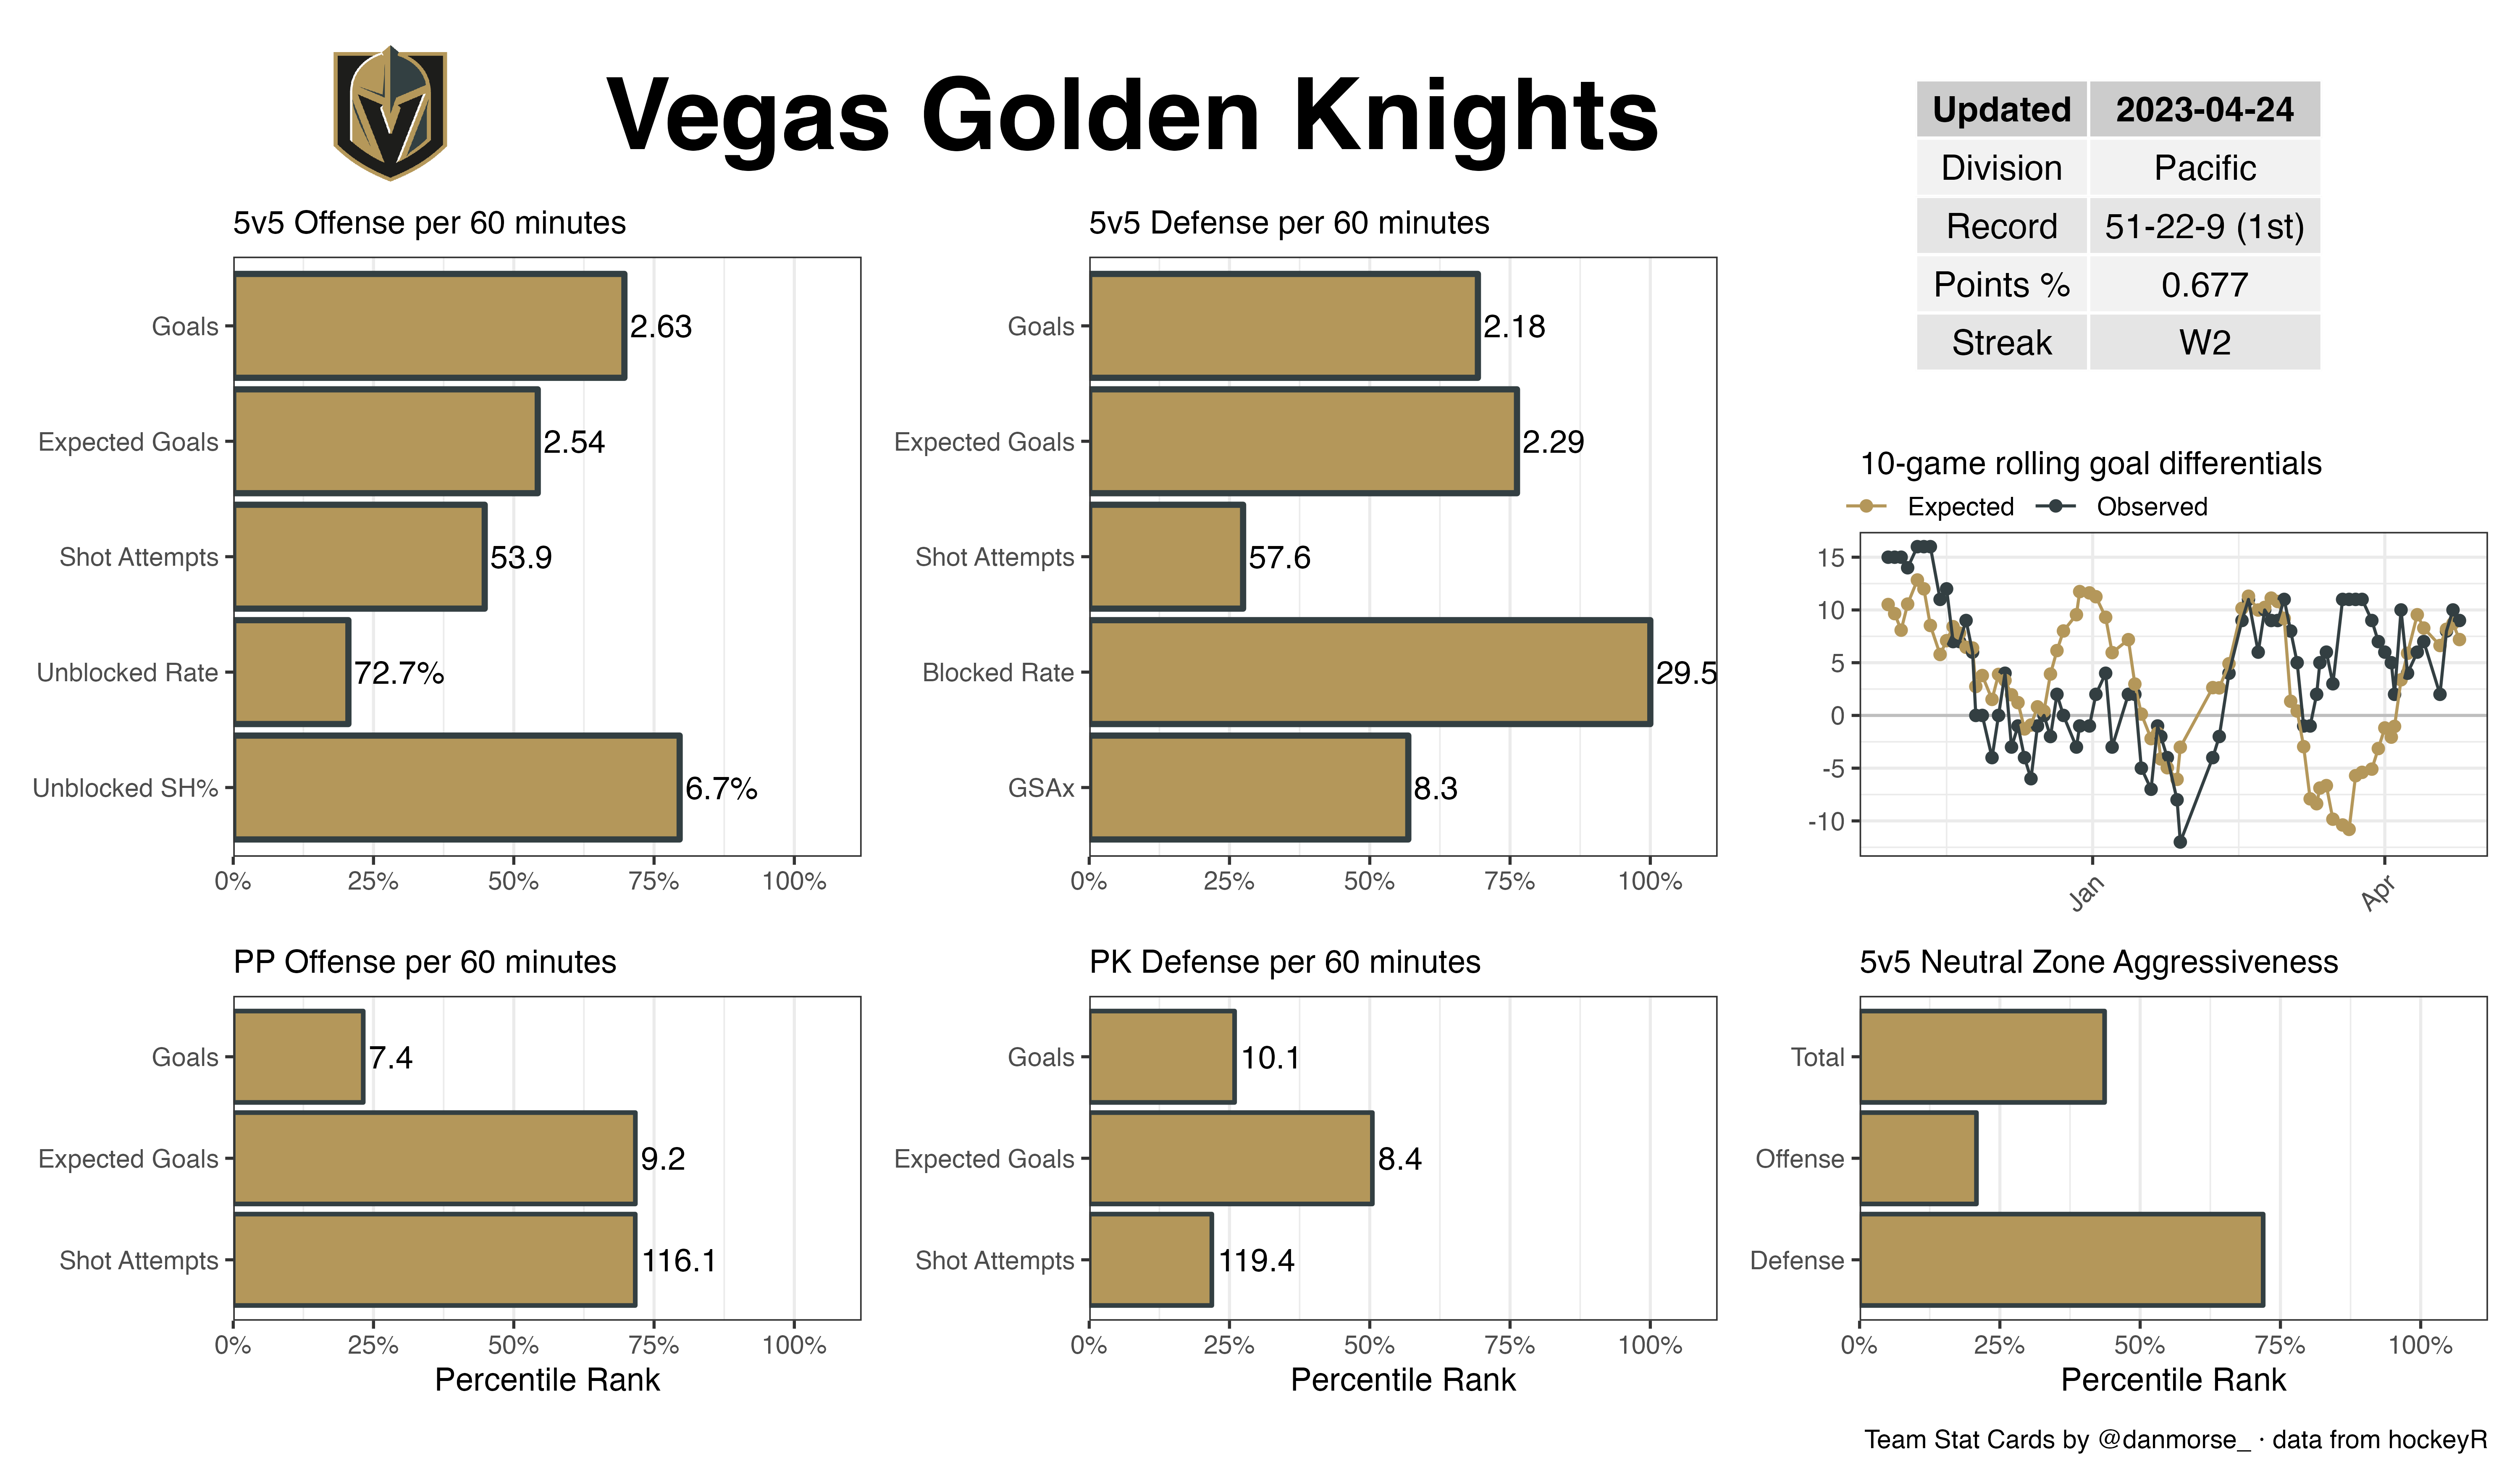 Vegas Golden Knights
Updated 2023-04-24
Division Pacific
Record 51-22-9 (1st)
Points % 0.677
Streak W2
5v5 Offense per 60 minutes
Goals 2.63
Expected Goals 2.54
Shot Attempts 53.9
Unblocked Rate 72.7%
Unblocked SH% 6.7%
0% 25% 50% 75% 100%
5v5 Defense per 60 minutes
Goals 2.18
Expected Goals 2.29
Shot Attempts 57.6
Blocked Rate 29.5
GSAx 8.3
0% 25% 50% 75% 100%
10-game rolling goal differentials
Expected Observed
15
10
5
0
-5
-10
Jan Apr
PP Offense per 60 minutes
Goals 7.4
Expected Goals 9.2
Shot Attempts 116.1
0% 25% 50% 75% 100%
Percentile Rank
PK Defense per 60 minutes
Goals 10.1
Expected Goals 8.4
Shot Attempts 119.4
0% 25% 50% 75% 100%
Percentile Rank
5v5 Neutral Zone Aggressiveness
Total
Offense
Defense
0% 25% 50% 75% 100%
Percentile Rank
Team Stat Cards by @danmorse_ · data from hockeyR